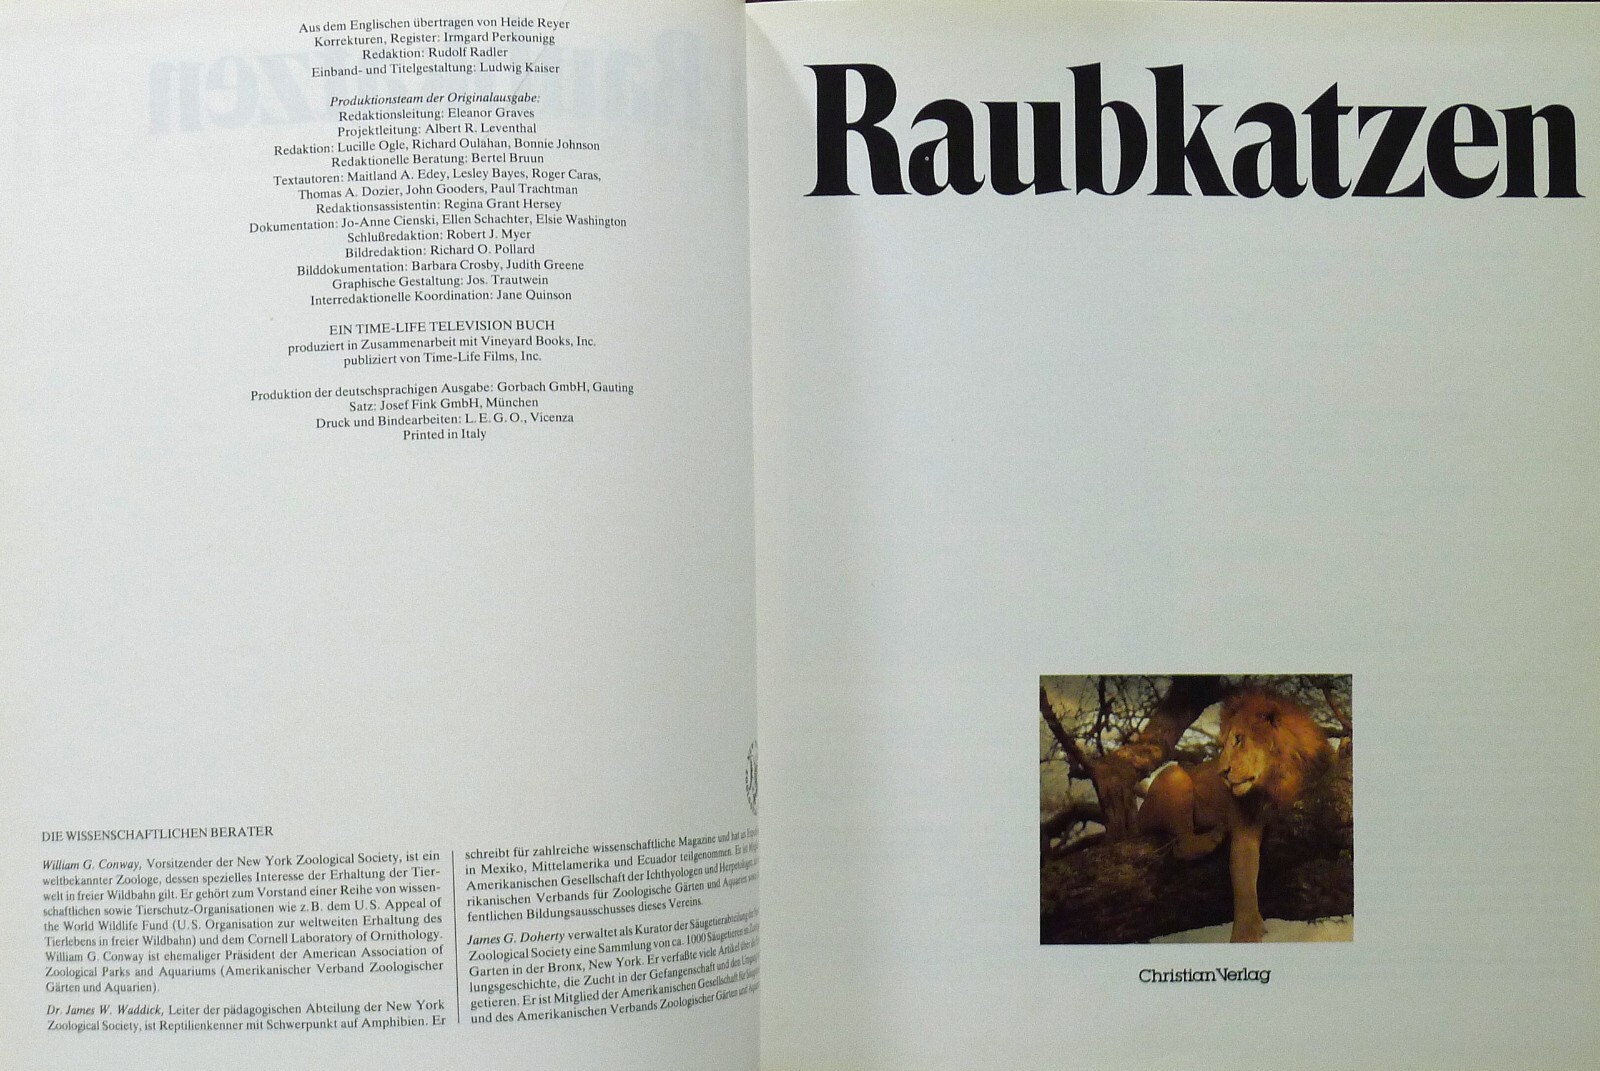 Aus dem Englischen übertragen von Heide Reyer
Korrekturen, Register: Irmgard Perkounigg
Redaktion: Rudolf Radler
Einband- und Titelgestaltung: Ludwig Kaiser
Produktionsteam der Originalausgabe:
Redaktionsleitung: Eleanor Graves
Projektleitung: Albert R. Leventhal
Redaktion: Lucille Ogle, Richard Oulahan, Bonnie Johnson
Redaktionelle Beratung: Bertel Bruun
Textautoren: Maitland A. Edey, Lesley Bayes, Roger Caras,
Thomas A. Dozier, John Gooders, Paul Trachtman
Redaktionsassistentin: Regina Grant Hersey
Dokumentation: Jo-Anne Cienski, Ellen Schachter, Elsie Washington
Schlußredaktion: Robert J. Myer
Bildredaktion: Richard O. Pollard
Bilddokumentation: Barbara Crosby, Judith Greene
Graphische Gestaltung: Jos. Trautwein
Interredaktionelle Koordination: Jane Quinson
EIN TIME-LIFE TELEVISION BUCH
produziert in Zusammenarbeit mit Vineyard Books, Inc.
publiziert von Time-Life Films, Inc.
Produktion der deutschsprachigen Ausgabe: Gorbach GmbH, Gauting
Satz: Josef Fink GmbH, München
Druck und Bindearbeiten: L. E. G. O., Vicenza
Printed in Italy
DIE WISSENSCHAFTLICHEN BERATER
William G. Conway, Vorsitzender der New York Zoological Society, ist ein
weltbekannter Zoologe, dessen spezielles Interesse der Erhaltung der Tier-
welt in freier Wildbahn gilt. Er gehört zum Vorstand einer Reihe von wissen-
schaftlichen sowie Tierschutz-Organisationen wie z. B. dem U. S. Appeal of
the World Wildlife Fund (U. S. Organisation zur weltweiten Erhaltung des
Tierlebens in freier Wildbahn) und dem Cornell Laboratory of Ornithology.
William G. Conway ist ehemaliger Präsident der American Association of
Zoological Parks and Aquariums (Amerikanischer Verband Zoologischer
Gärten und Aquarien).
Dr. James W. Waddick, Leiter der pädagogischen Abteilung der New York
Zoological Society, ist Reptilienkenner mit Schwerpunkt auf Amphibien. Er
schreibt für zahlreiche wissenschaftliche Magazine und hat an
in Mexiko, Mittelamerika und Ecuador teilgenommen. Er ist
Amerikanischen Gesellschaft der Ichthyologen und Herpetologen,
rikanischen Verbands für Zoologische Gärten und Aquarien
fentlichen Bildungsausschusses dieses Vereins.
James G. Doherty verwaltet als Kurator der Säugetierabteilung der
Zoological Society eine Sammlung von ca. 1000 Säugetieren im
Garten in der Bronx, New York. Er verfaßte viele Artikel über die
lungsgeschichte, die Zucht in der Gefangenschaft und den
getieren. Er ist Mitglied der Amerikanischen Gesellschaft für
und des Amerikanischen Verbands Zoologischer Gärten und
Raubkatzen
Christian Verlag